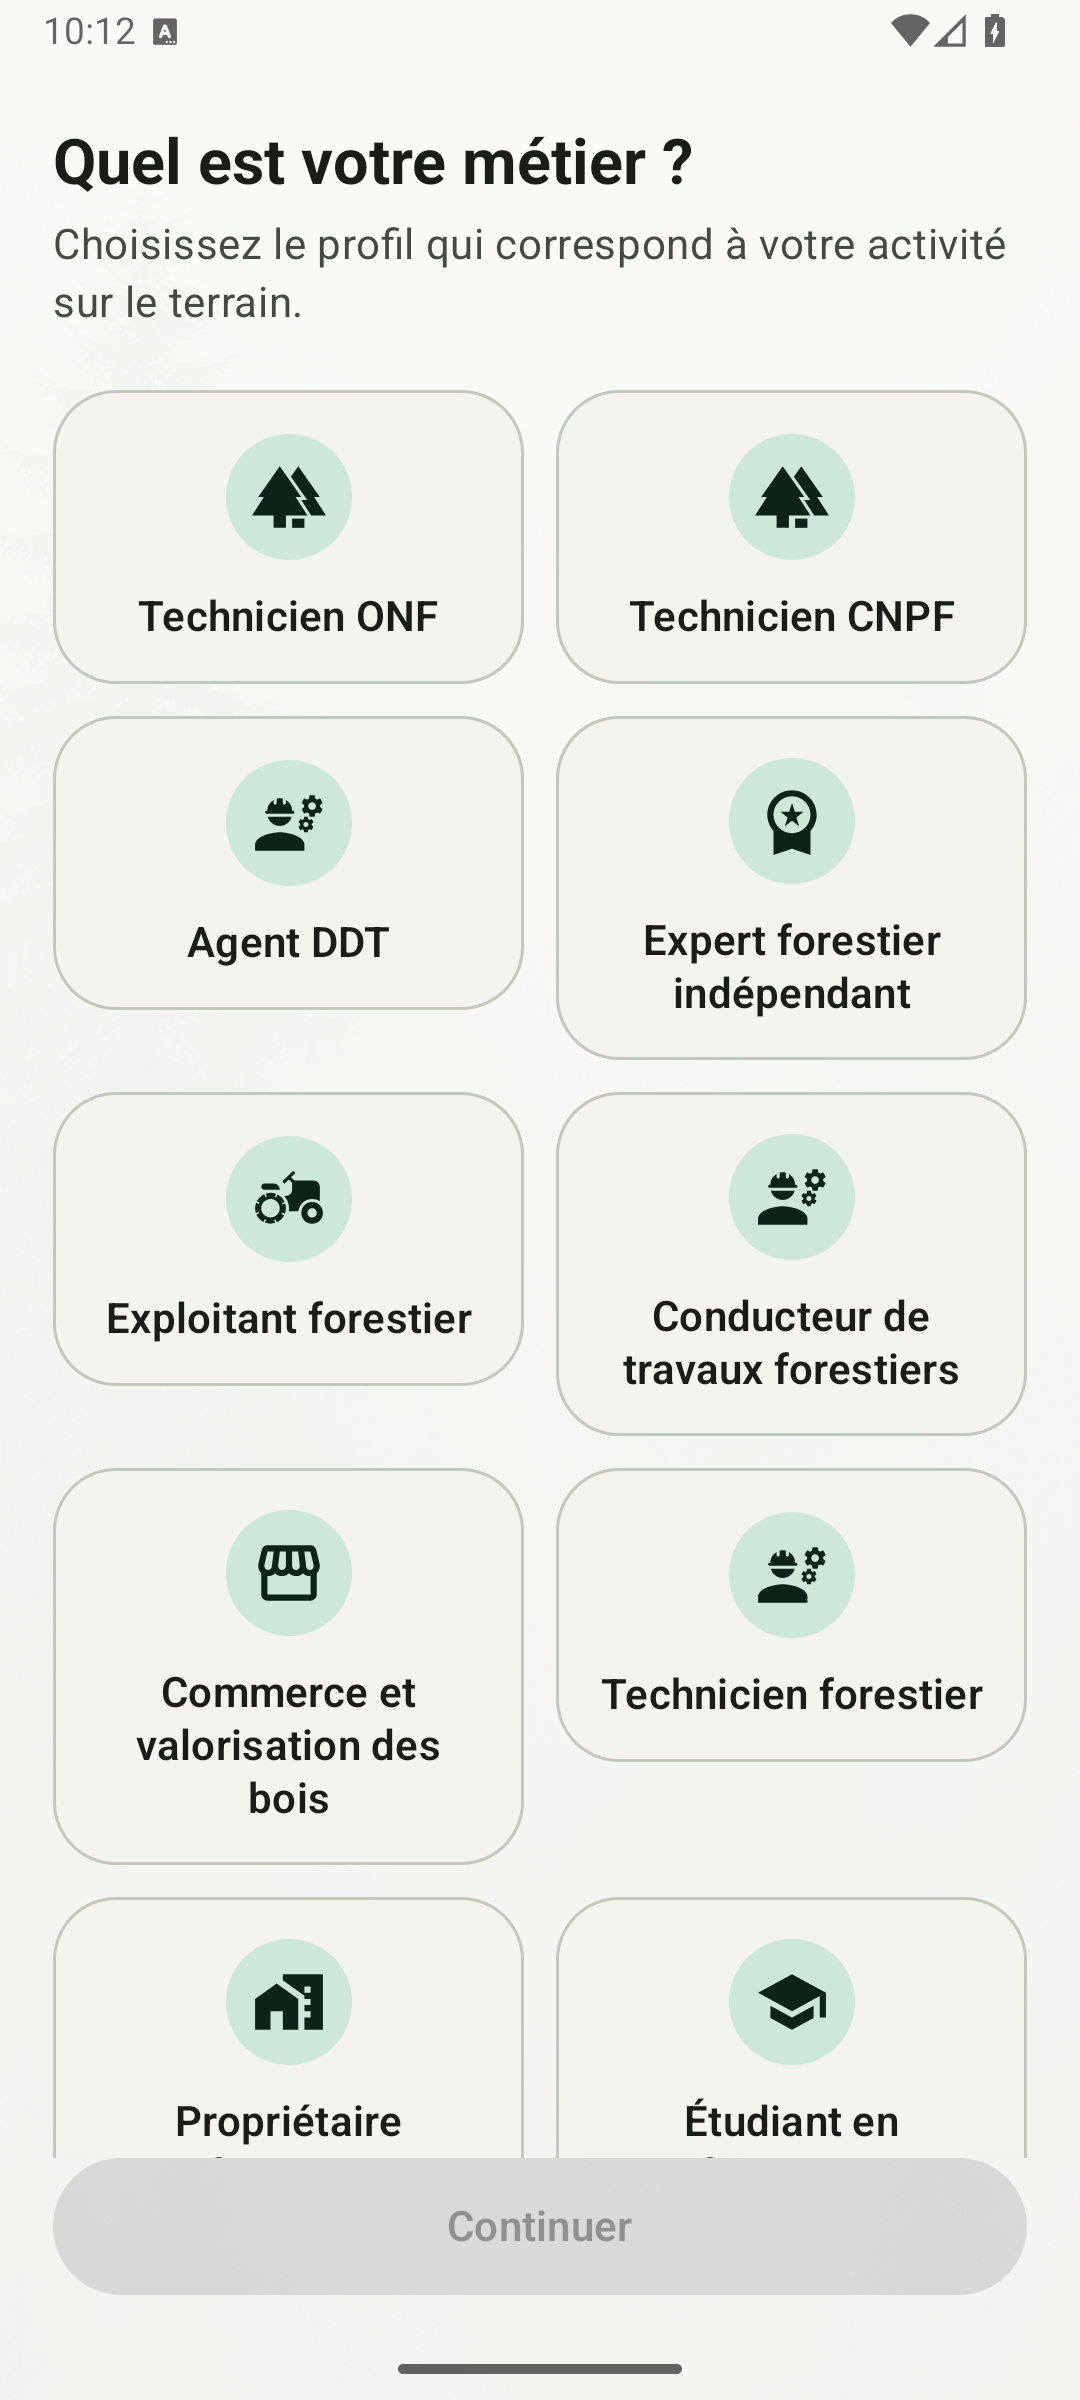 10:12
Quel est votre métier ?
Choisissez le profil qui correspond à votre activité
sur le terrain.
Technicien ONF
Technicien CNPF
Agent DDT
Expert forestier
indépendant
Exploitant forestier
Conducteur de
travaux forestiers
Commerce et
valorisation des
bois
Technicien forestier
Propriétaire
Étudiant en
Continuer